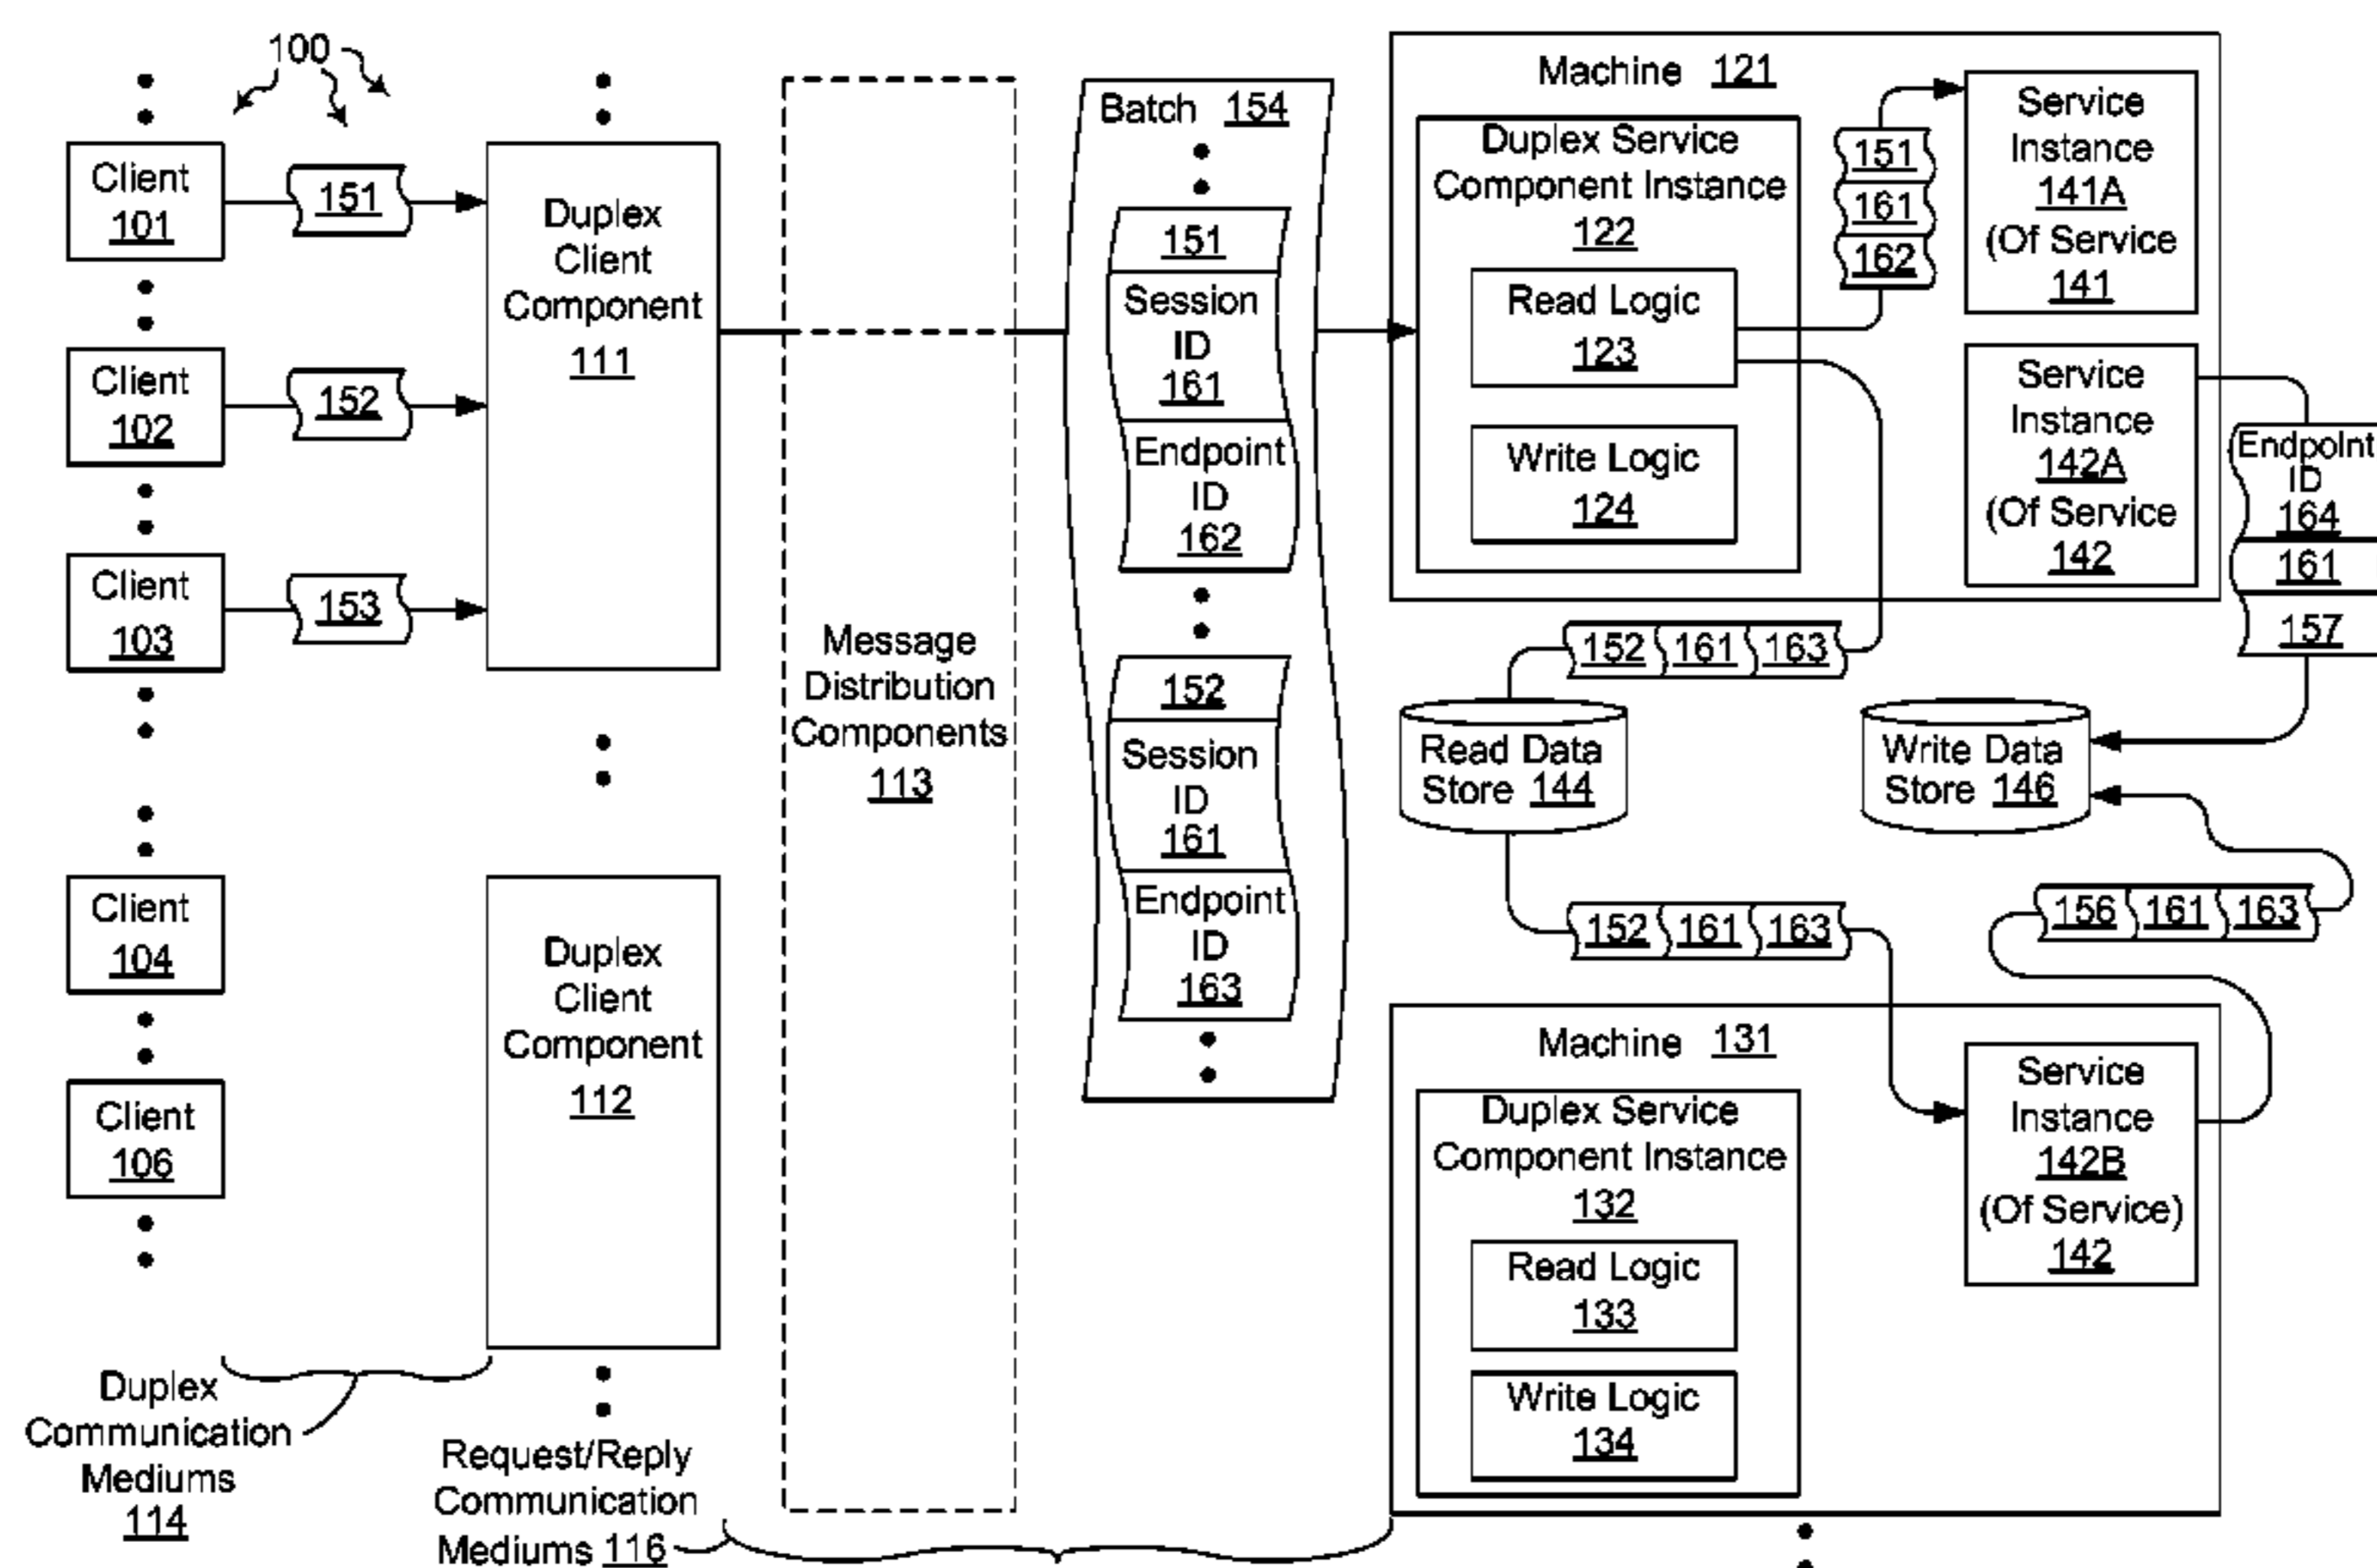 100
Client
101
151
Client
102
152
Client
103
153
Client
104
Client
106
Duplex
Communication
Mediums
114
Duplex
Client
Component
111
Duplex
Client
Component
112
Request/Reply
Communication
Mediums 116
Message
Distribution
Components
113
Batch 154
151
Session
ID
161
Endpoint
ID
162
152
Session
ID
161
Endpoint
ID
163
Machine 121
Duplex Service
Component Instance
122
Read Logic
123
Write Logic
124
151
161
162
Service
Instance
141A
(Of Service
141
Service
Instance
142A
(Of Service
142
Endpoint
ID
164
161
157
152 161 163
Read Data
Store 144
Write Data
Store 146
152 161 163
156 161 163
Machine 131
Duplex Service
Component Instance
132
Read Logic
133
Write Logic
134
Service
Instance
142B
(Of Service)
142